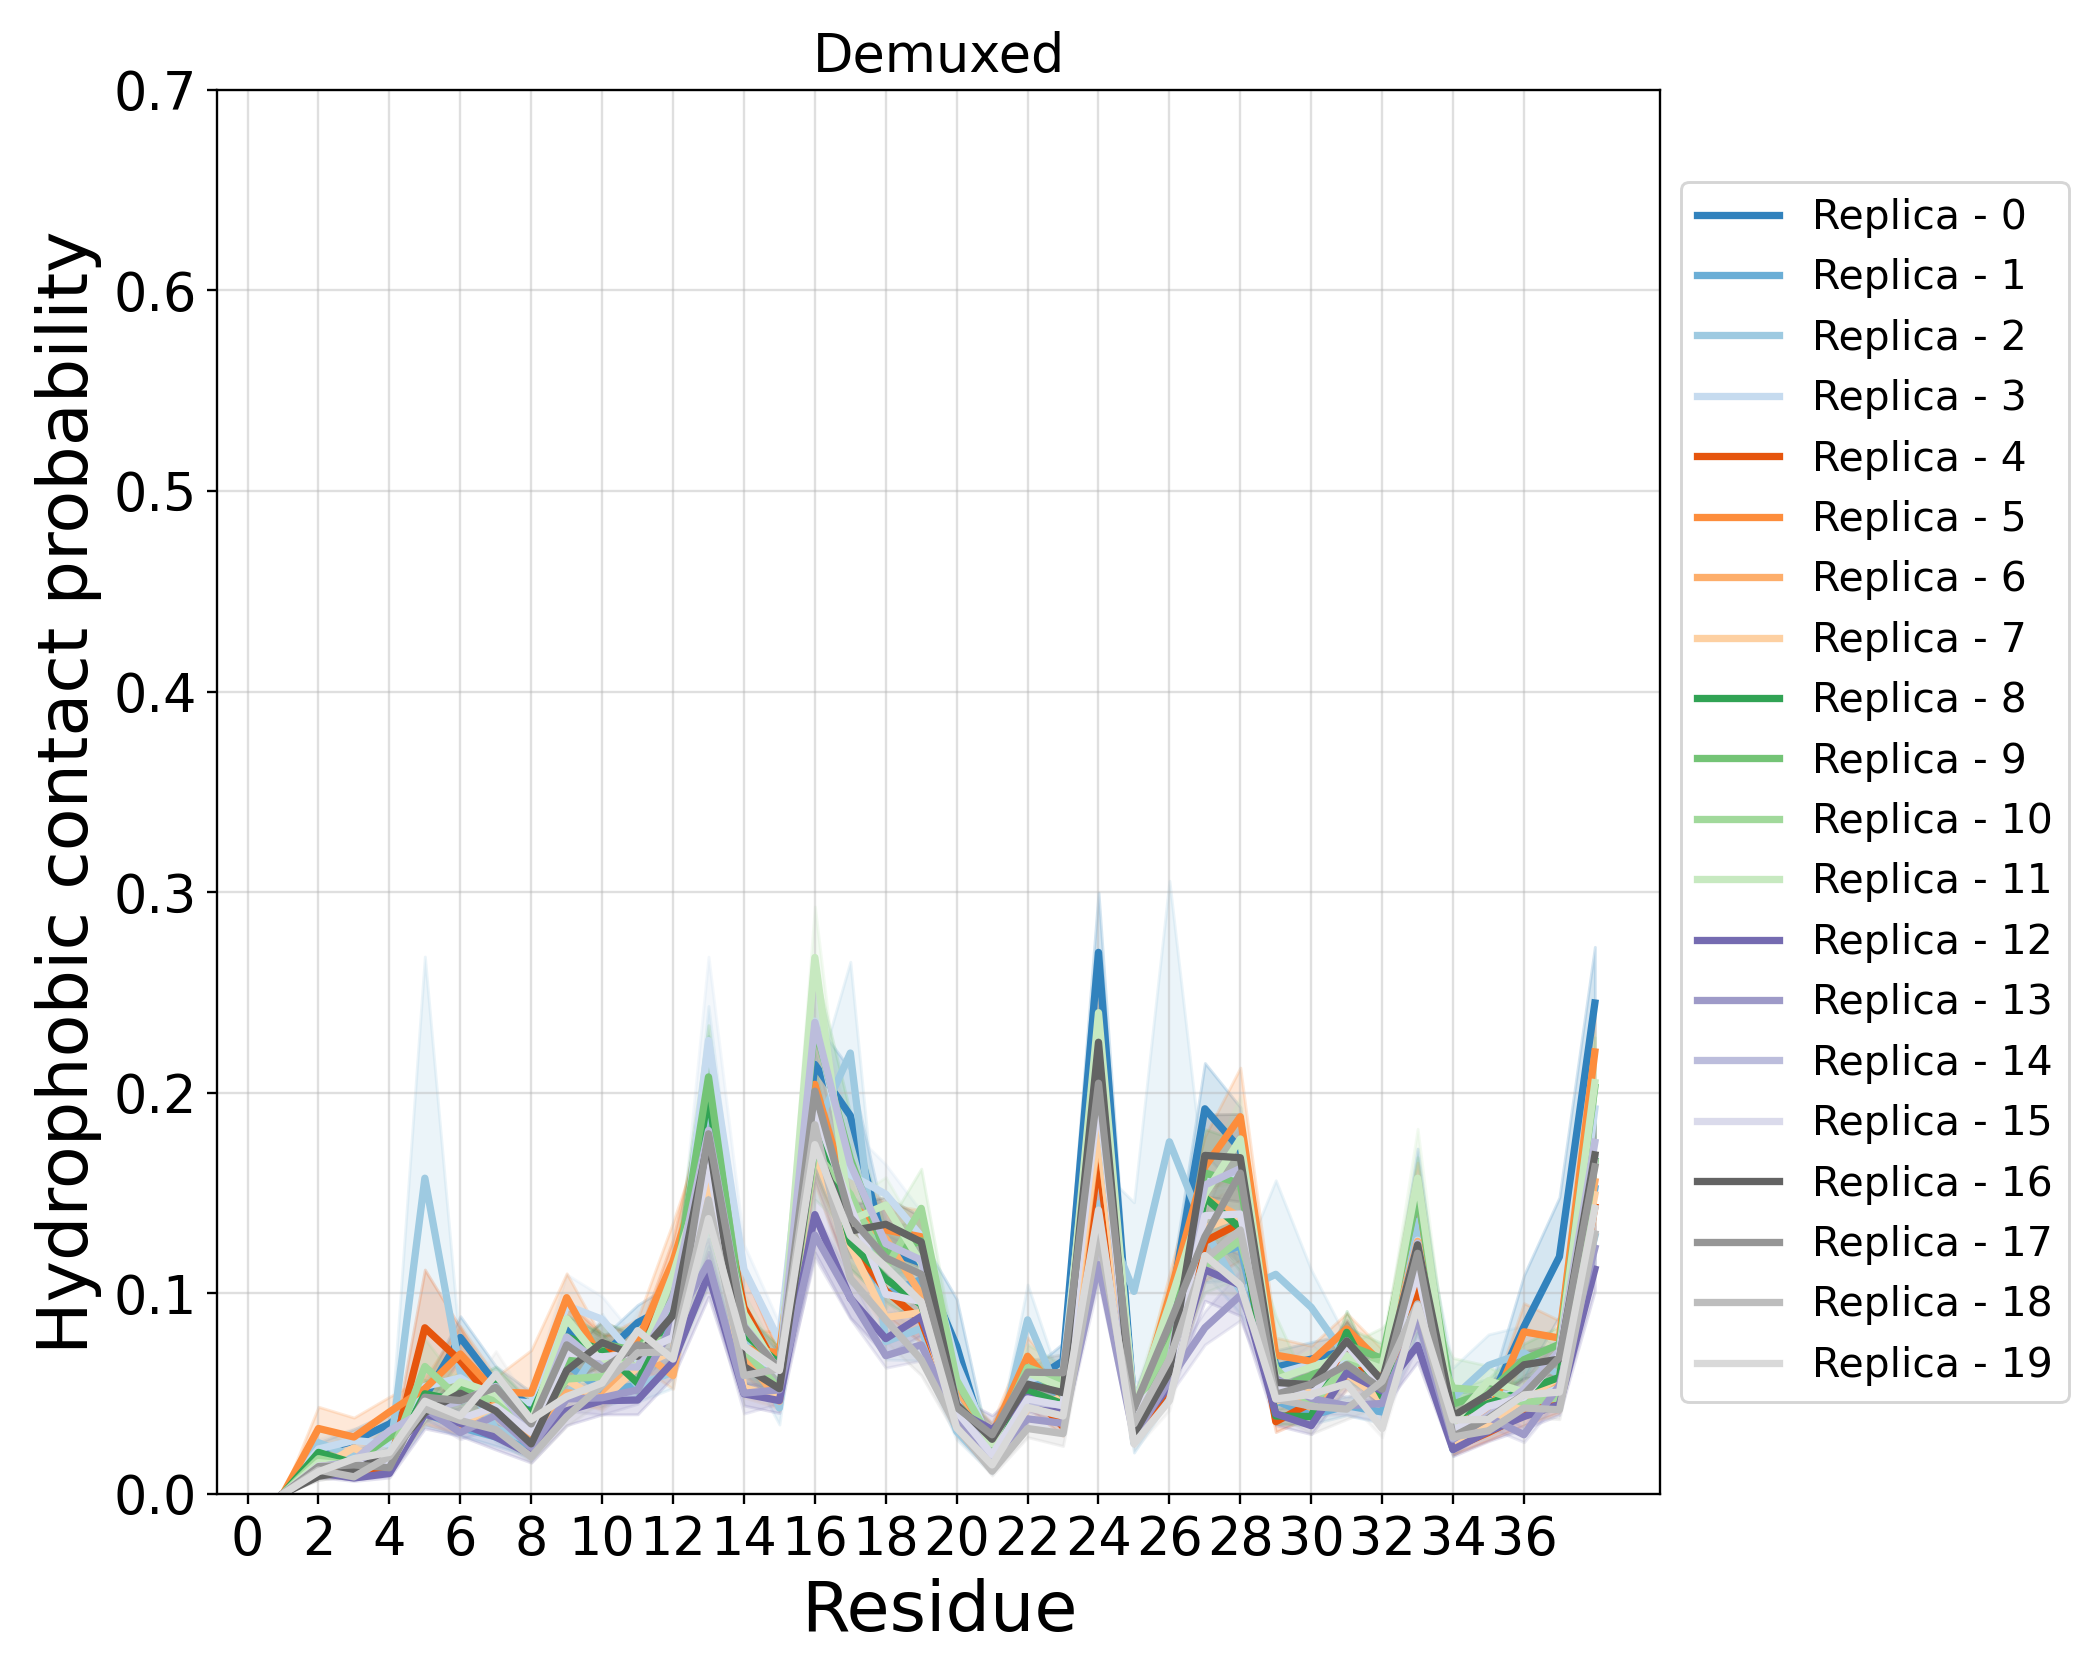 Demuxed
Hydrophobic contact probability
0.7
0.6
0.5
0.4
0.3
0.2
0.1
0.0
0 2 4 6 8 10 12 14 16 18 20 22 24 26 28 30 32 34 36
Residue
Replica - 0
Replica - 1
Replica - 2
Replica - 3
Replica - 4
Replica - 5
Replica - 6
Replica - 7
Replica - 8
Replica - 9
Replica - 10
Replica - 11
Replica - 12
Replica - 13
Replica - 14
Replica - 15
Replica - 16
Replica - 17
Replica - 18
Replica - 19